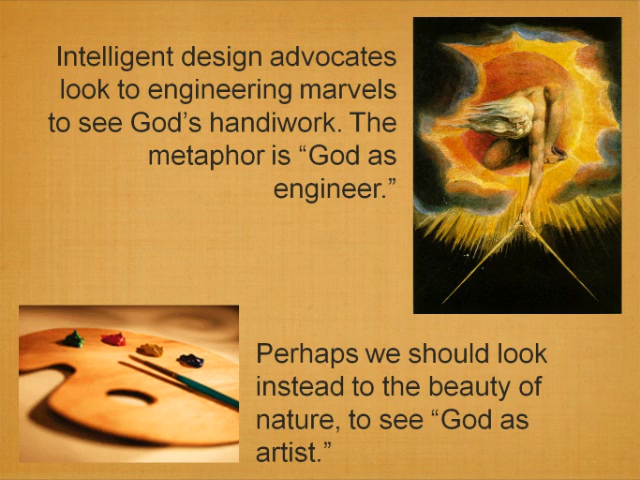 Intelligent design advocates
look to engineering marvels
to see God’s handiwork. The
metaphor is “God as
engineer.”
Perhaps we should look
instead to the beauty of
nature, to see “God as
artist.”